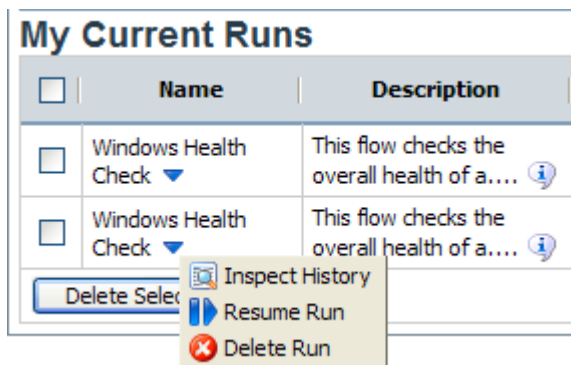 My Current Runs
Name Description
Windows Health This flow checks the
Check overall health of a....
Windows Health This flow checks the
Check overall health of a....
Inspect History
Delete Selec
Resume Run
Delete Run